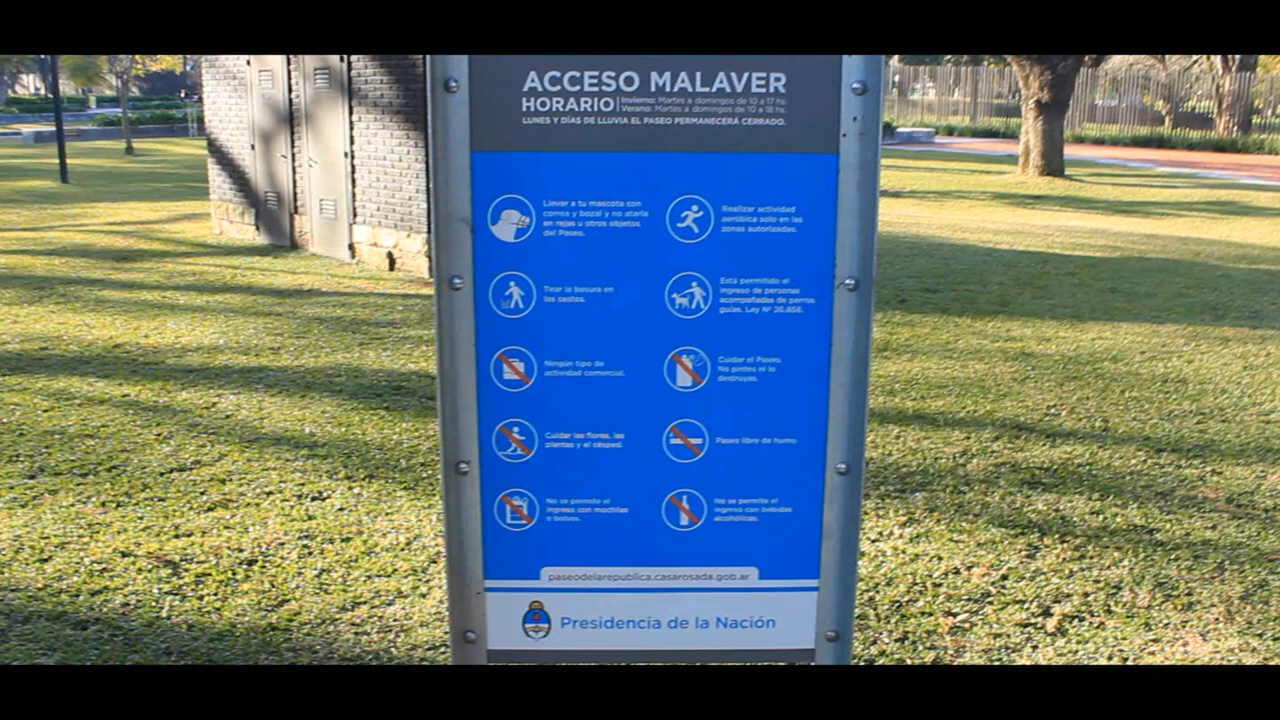 ACCESO MALAVER
HORARIO
Invierno: Martes a domingos de 10 a 17 hs.
Verano: Martes a domingos de 10 a 18 hs.
LUNES Y DÍAS DE LLUVIA EL PASEO PERMANECERÁ CERRADO.
Llevar a tu mascota con
correa y bozal y no atarla
en rejas u otros objetos
del Paseo.
Realizar actividad
aeróbica solo en las
zonas autorizadas.
Tirar la basura en
los cestos.
Está permitido el
ingreso de personas
acompañadas de perros
guías. Ley Nº 26.858.
Ningún tipo de
actividad comercial.
Cuidar el Paseo.
No pintes ni lo
destruyas.
Cuidar las flores, las
plantas y el césped.
Paseo libre de humo.
No se permite el
ingreso con mochilas
o bolsos.
No se permite el
ingreso con bebidas
alcohólicas.
paseodelarepublica.casarosada.gob.ar
Presidencia de la Nación